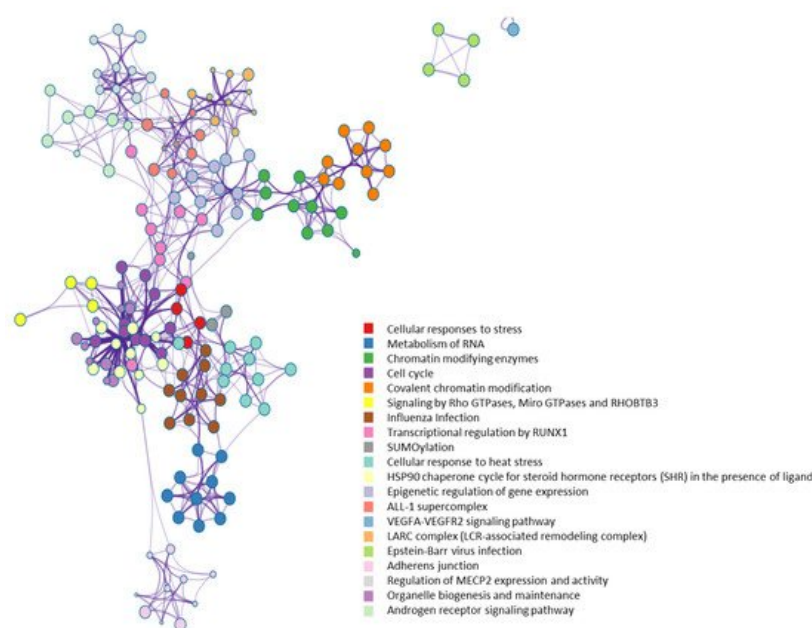 Cellular responses to stress
Metabolism of RNA
Chromatin modifying enzymes
Cell cycle
Covalent chromatin modification
Signaling by Rho GTPases, Miro GTPases and RHOBTB3
Influenza Infection
Transcriptional regulation by RUNX1
SUMOylation
Cellular response to heat stress
HSP90 chaperone cycle for steroid hormone receptors (SHR) in the presence of ligand
Epigenetic regulation of gene expression
ALL-1 supercomplex
VEGFA-VEGFR2 signaling pathway
LARC complex (LCR-associated remodeling complex)
Epstein-Barr virus infection
Adherens junction
Regulation of MECP2 expression and activity
Organelle biogenesis and maintenance
Androgen receptor signaling pathway